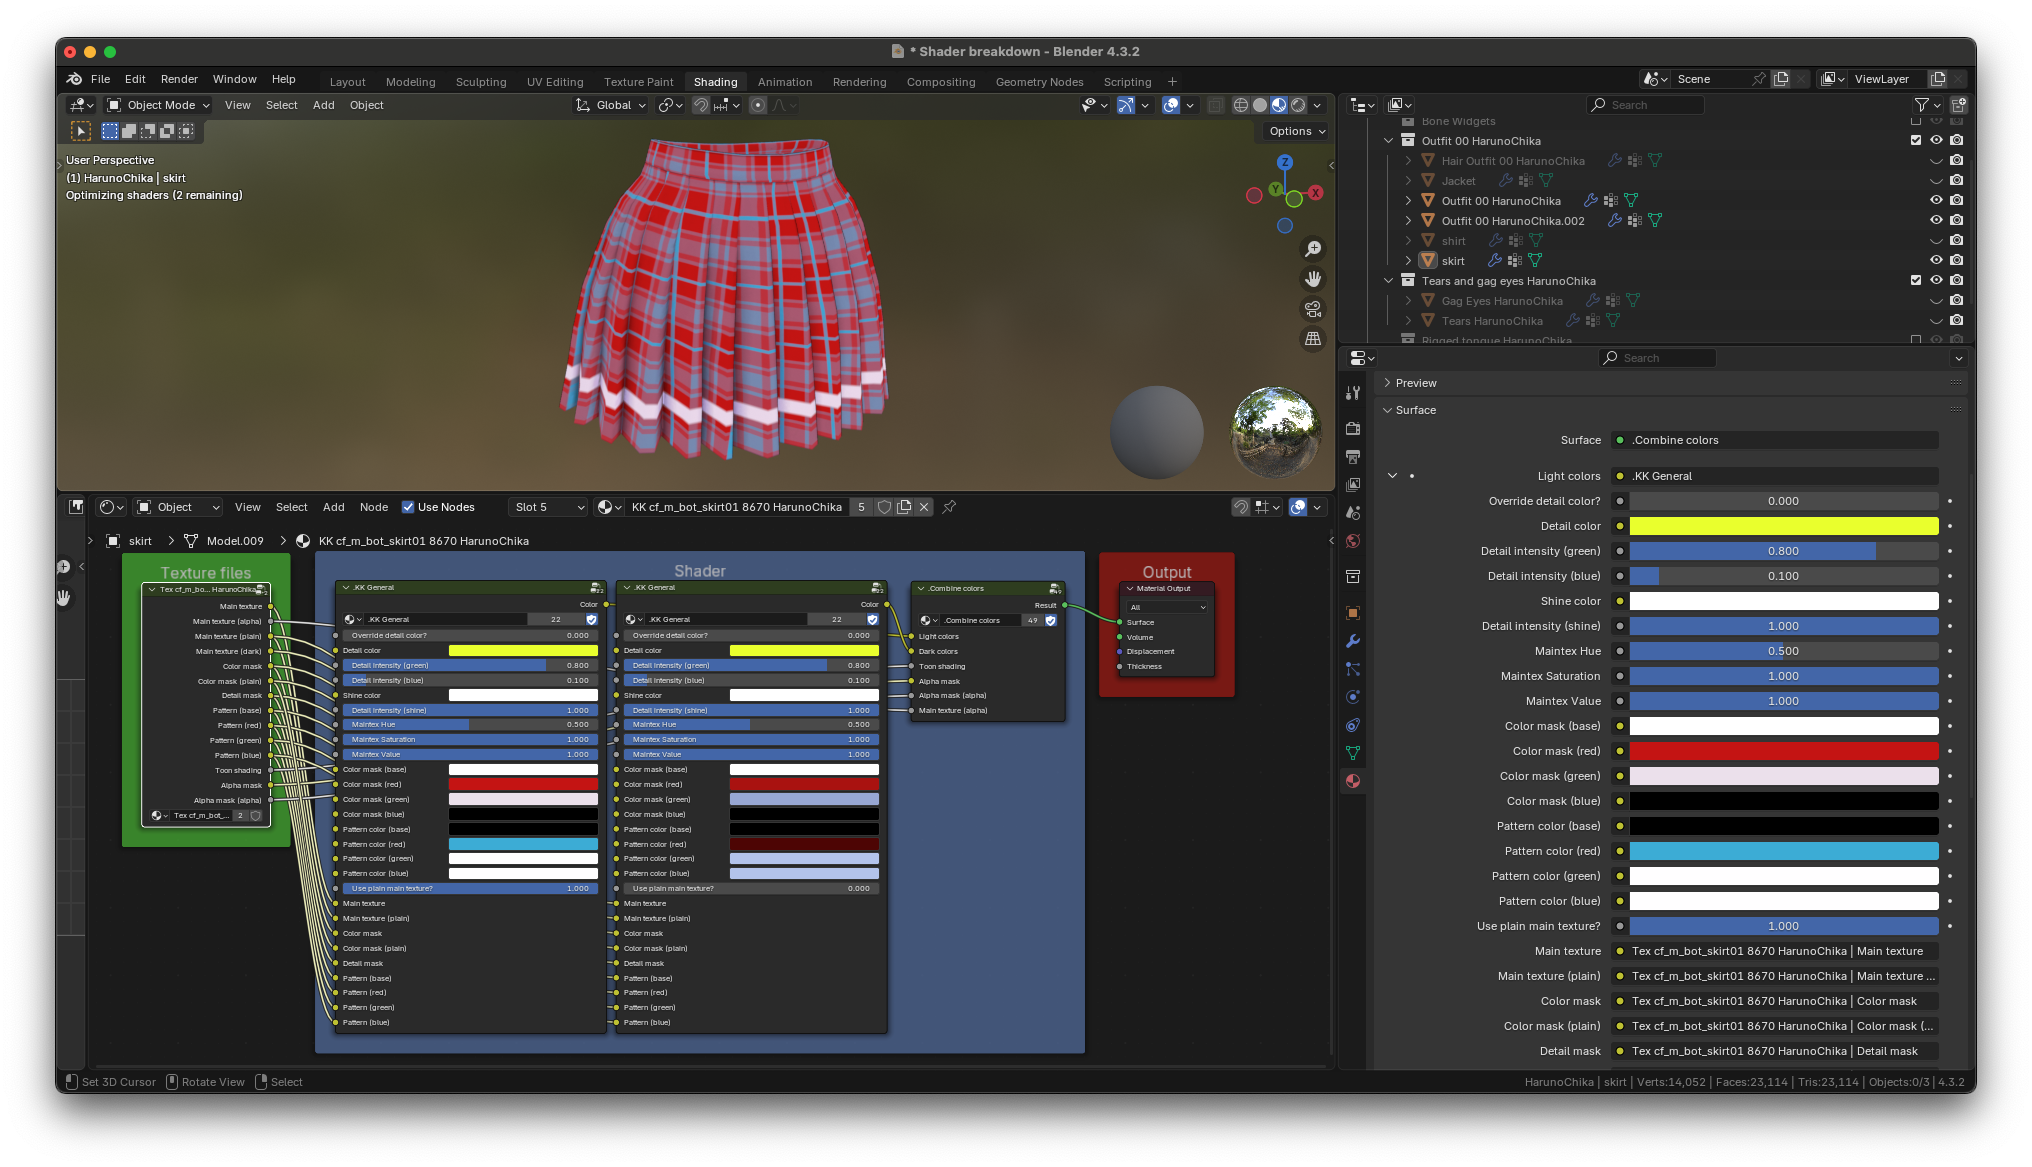 * Shader breakdown - Blender 4.3.2
File Edit Render Window Help
Layout Modeling Sculpting UV Editing Texture Paint Shading Animation Rendering Compositing Geometry Nodes Scripting +
Scene
ViewLayer
Object Mode View Select Add Object
Global
Options
User Perspective
(1) HarunoChika | skirt
Optimizing shaders (2 remaining)
Z
Y
X
Search
Bone Widgets
Outfit 00 HarunoChika
Hair Outfit 00 HarunoChika
Jacket
Outfit 00 HarunoChika
Outfit 00 HarunoChika.002
shirt
skirt
Tears and gag eyes HarunoChika
Gag Eyes HarunoChika
Tears HarunoChika
Rigged tongue HarunoChika
Object View Select Add Node Use Nodes Slot 5 KK cf_m_bot_skirt01 8670 HarunoChika 5
skirt > Model.009 > KK cf_m_bot_skirt01 8670 HarunoChika
Texture files
Tex cf_m_bo... HarunoChika
Main texture
Main texture (alpha)
Main texture (plain)
Main texture (dark)
Color mask
Color mask (plain)
Detail mask
Pattern (base)
Pattern (red)
Pattern (green)
Pattern (blue)
Toon shading
Alpha mask
Alpha mask (alpha)
Tex cf_m_bot_... 2
Shader
.KK General
Color
.KK General 22
Override detail color? 0.000
Detail color
Detail intensity (green) 0.800
Detail intensity (blue) 0.100
Shine color
Detail intensity (shine) 1.000
Maintex Hue 0.500
Maintex Saturation 1.000
Maintex Value 1.000
Color mask (base)
Color mask (red)
Color mask (green)
Color mask (blue)
Pattern color (base)
Pattern color (red)
Pattern color (green)
Pattern color (blue)
Use plain main texture? 1.000
Main texture
Main texture (plain)
Color mask
Color mask (plain)
Detail mask
Pattern (base)
Pattern (red)
Pattern (green)
Pattern (blue)
.KK General
Color
.KK General 22
Override detail color? 0.000
Detail color
Detail intensity (green) 0.800
Detail intensity (blue) 0.100
Shine color
Detail intensity (shine) 1.000
Maintex Hue 0.500
Maintex Saturation 1.000
Maintex Value 1.000
Color mask (base)
Color mask (red)
Color mask (green)
Color mask (blue)
Pattern color (base)
Pattern color (red)
Pattern color (green)
Pattern color (blue)
Use plain main texture? 0.000
Main texture
Main texture (plain)
Color mask
Color mask (plain)
Detail mask
Pattern (base)
Pattern (red)
Pattern (green)
Pattern (blue)
.Combine colors
Result
.Combine colors 49
Light colors
Dark colors
Toon shading
Alpha mask
Alpha mask (alpha)
Main texture (alpha)
Output
Material Output
All
Surface
Volume
Displacement
Thickness
Search
Preview
Surface
Surface .Combine colors
Light colors .KK General
Override detail color? 0.000
Detail color
Detail intensity (green) 0.800
Detail intensity (blue) 0.100
Shine color
Detail intensity (shine) 1.000
Maintex Hue 0.500
Maintex Saturation 1.000
Maintex Value 1.000
Color mask (base)
Color mask (red)
Color mask (green)
Color mask (blue)
Pattern color (base)
Pattern color (red)
Pattern color (green)
Pattern color (blue)
Use plain main texture? 1.000
Main texture Tex cf_m_bot_skirt01 8670 HarunoChika | Main texture
Main texture (plain) Tex cf_m_bot_skirt01 8670 HarunoChika | Main texture ...
Color mask Tex cf_m_bot_skirt01 8670 HarunoChika | Color mask
Color mask (plain) Tex cf_m_bot_skirt01 8670 HarunoChika | Color mask (...
Detail mask Tex cf_m_bot_skirt01 8670 HarunoChika | Detail mask
Set 3D Cursor Rotate View Select
HarunoChika | skirt | Verts:14,052 | Faces:23,114 | Tris:23,114 | Objects:0/3 | 4.3.2